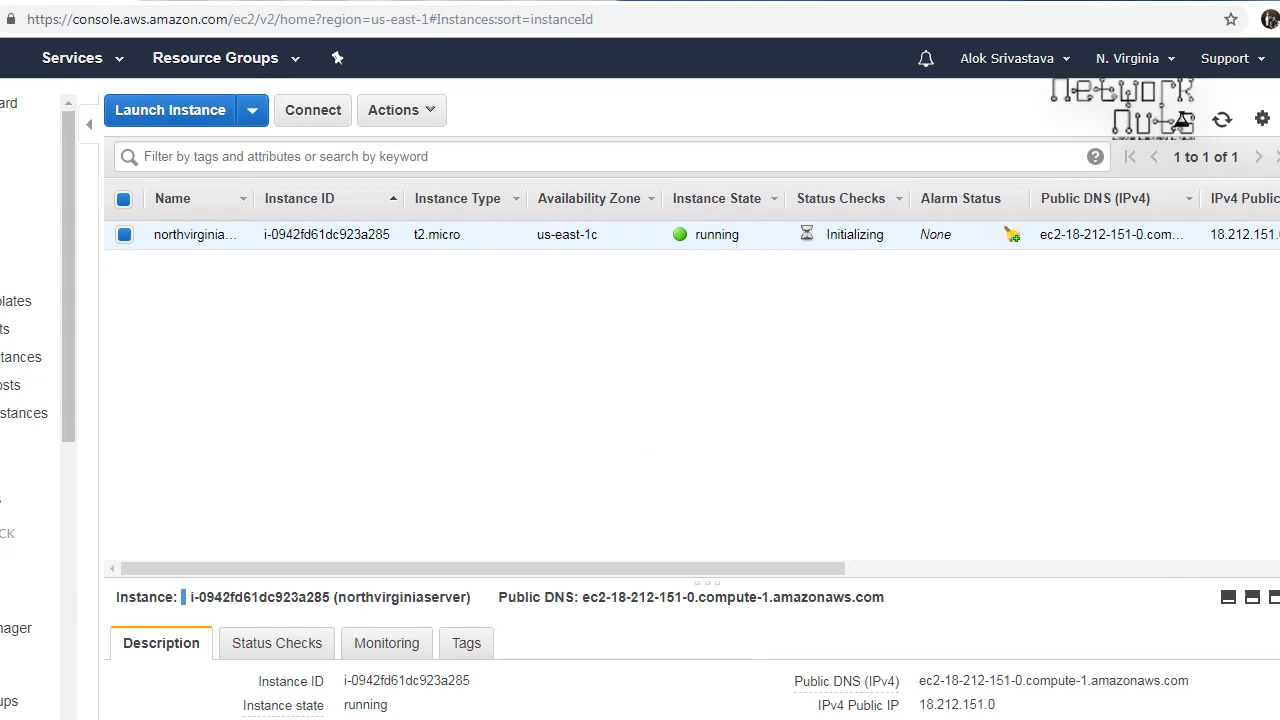 https://console.aws.amazon.com/ec2/v2/home?region=us-east-1#Instances:sort=instanceId
Services Resource Groups Alok Srivastava N. Virginia Support
network
nuts
ard
Launch Instance Connect Actions
Filter by tags and attributes or search by keyword 1 to 1 of 1
Name Instance ID Instance Type Availability Zone Instance State Status Checks Alarm Status Public DNS (IPv4) IPv4 Public
northvirginia... i-0942fd61dc923a285 t2.micro us-east-1c running Initializing None ec2-18-212-151-0.com... 18.212.151.0
plates
ts
tances
osts
stances
s
CK
nager
ups
Instance: i-0942fd61dc923a285 (northvirginiaserver) Public DNS: ec2-18-212-151-0.compute-1.amazonaws.com
Description Status Checks Monitoring Tags
Instance ID i-0942fd61dc923a285 Public DNS (IPv4) ec2-18-212-151-0.compute-1.amazonaws.com
Instance state running IPv4 Public IP 18.212.151.0